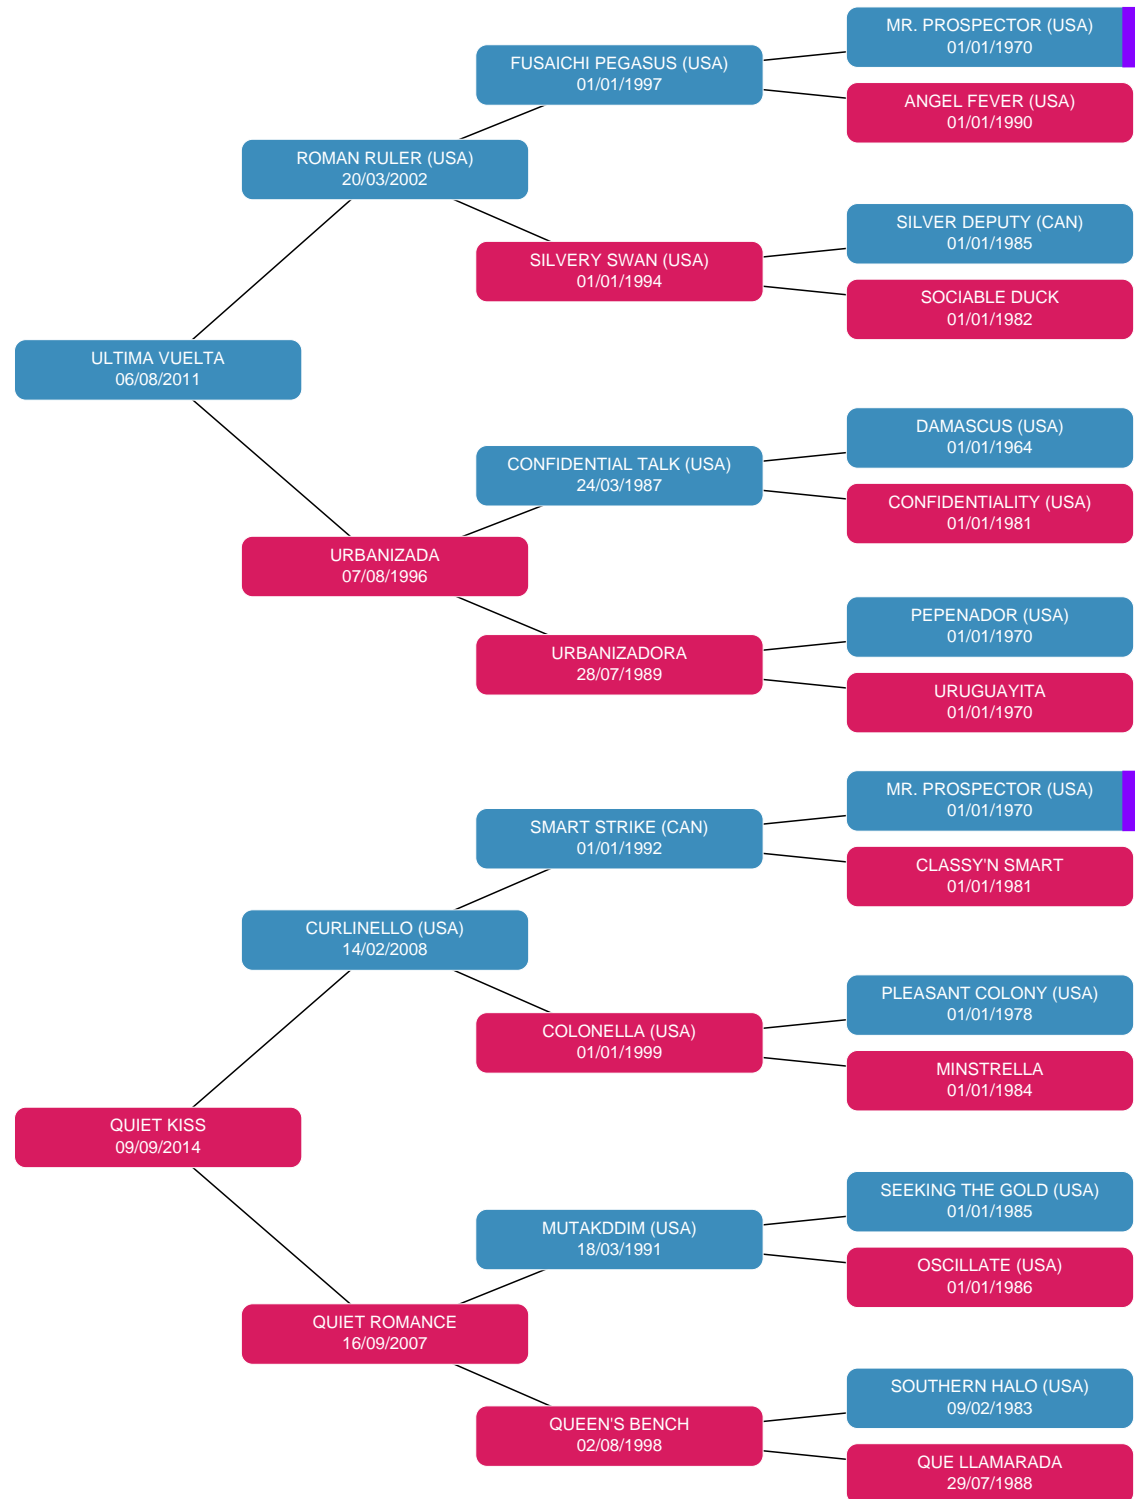 MR. PROSPECTOR (USA)
01/01/1970
FUSAICHI PEGASUS (USA)
01/01/1997
ANGEL FEVER (USA)
01/01/1990
ROMAN RULER (USA)
20/03/2002
SILVER DEPUTY (CAN)
01/01/1985
SILVERY SWAN (USA)
01/01/1994
SOCIABLE DUCK
01/01/1982
ULTIMA VUELTA
06/08/2011
DAMASCUS (USA)
01/01/1964
CONFIDENTIAL TALK (USA)
24/03/1987
CONFIDENTIALITY (USA)
01/01/1981
URBANIZADA
07/08/1996
PEPENADOR (USA)
01/01/1970
URBANIZADORA
28/07/1989
URUGUAYITA
01/01/1970
MR. PROSPECTOR (USA)
01/01/1970
SMART STRIKE (CAN)
01/01/1992
CLASSY'N SMART
01/01/1981
CURLINELLO (USA)
14/02/2008
PLEASANT COLONY (USA)
01/01/1978
COLONELLA (USA)
01/01/1999
MINSTRELLA
01/01/1984
QUIET KISS
09/09/2014
SEEKING THE GOLD (USA)
01/01/1985
MUTAKDDIM (USA)
18/03/1991
OSCILLATE (USA)
01/01/1986
QUIET ROMANCE
16/09/2007
SOUTHERN HALO (USA)
09/02/1983
QUEEN'S BENCH
02/08/1998
QUE LLAMARADA
29/07/1988